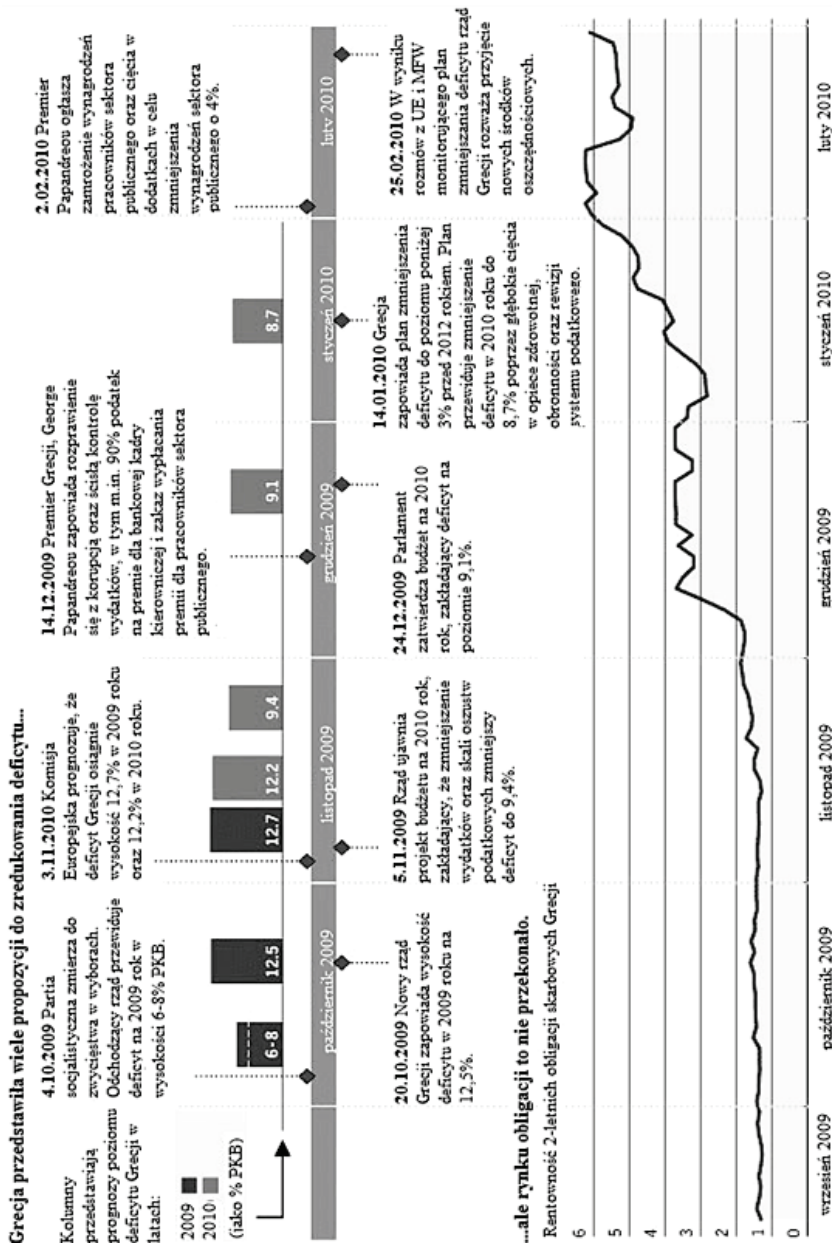 Grecja przedstawiła wiele propozycji do zredukowania deficytu...
Kolumny
przedstawiają
prognozy poziomu
deficytu Grecji w
latach:
2009
2010
(jako % PKB)
4.10.2009 Partia
socjalistyczna zmierza do
zwycięstwa w wyborach.
Odchodzący rząd przewiduje
deficyt na 2009 rok w
wysokości 6-8% PKB.
3.11.2010 Komisja
Europejska prognozuje, że
deficyt Grecji osiągnie
wysokość 12,7% w 2009 roku
oraz 12,2% w 2010 roku.
14.12.2009 Premier Grecji, George
Papandreou zapowiada rozprawienie
się z korupcją oraz ścisłą kontrolę
wydatków, w tym m.in. 90% podatek
na premie dla bankowej kadry
kierowniczej i zakaz wypłacania
premii dla pracowników sektora
publicznego.
2.02.2010 Premier
Papandreou ogłasza
zamrożenie wynagrodzeń
pracowników sektora
publicznego oraz cięcia w
dodatkach w celu
zmniejszenia
wynagrodzeń sektora
publicznego o 4%.
6-8
12.5
12.7
12.2
9.4
9.1
8.7
październik 2009
listopad 2009
grudzień 2009
styczeń 2010
luty 2010
20.10.2009 Nowy rząd
Grecji zapowiada wysokość
deficytu w 2009 roku na
12,5%.
5.11.2009 Rząd ujawnia
projekt budżetu na 2010 rok,
zakładający, że zmniejszenie
wydatków oraz skali oszustw
podatkowych zmniejszy
deficyt do 9,4%.
24.12.2009 Parlament
zatwierdza budżet na 2010
rok, zakładający deficyt na
poziomie 9,1%.
14.01.2010 Grecja
zapowiada plan zmniejszenia
deficytu do poziomu poniżej
3% przed 2012 rokiem. Plan
przewiduje zmniejszenie
deficytu w 2010 roku do
8,7% poprzez głębokie cięcia
w opiece zdrowotnej,
obronności oraz rewizji
systemu podatkowego.
25.02.2010 W wyniku
rozmów z UE i MFW
monitorującego plan
zmniejszania deficytu rząd
Grecji rozważa przyjęcie
nowych środków
oszczędnościowych.
...ale rynku obligacji to nie przekonało.
Rentowność 2-letnich obligacji skarbowych Grecji
6
5
4
3
2
1
0
wrzesień 2009
październik 2009
listopad 2009
grudzień 2009
styczeń 2010
luty 2010